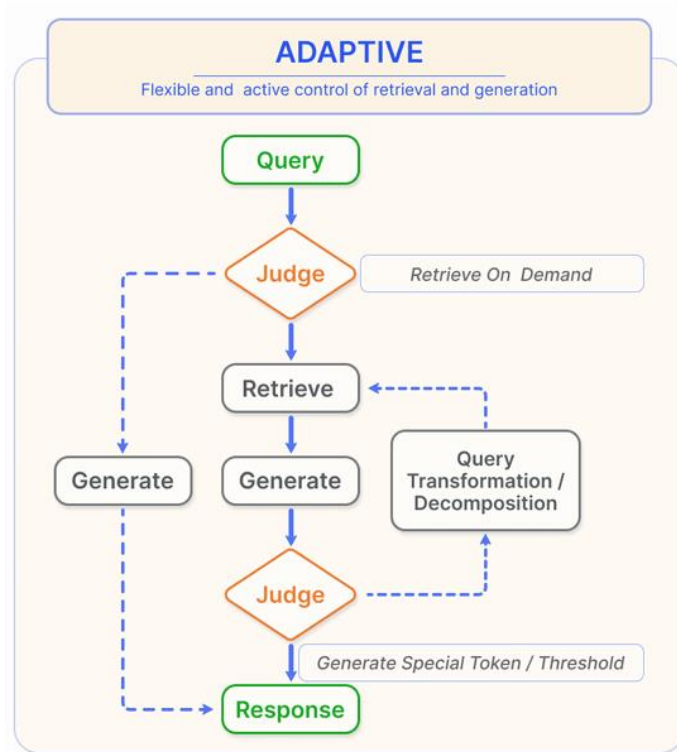 ADAPTIVE
Flexible and active control of retrieval and generation
Query
Judge
Retrieve On Demand
Retrieve
Generate
Generate
Query
Transformation /
Decomposition
Judge
Generate Special Token / Threshold
Response